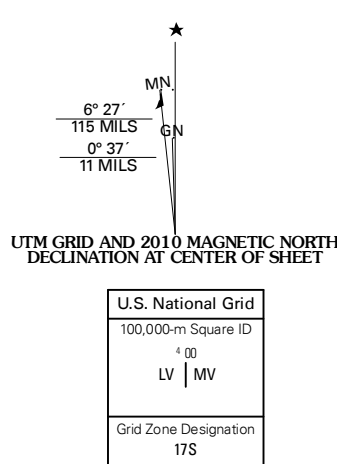 MN
6° 27´
115 MILS
GN
0° 37´
11 MILS
UTM GRID AND 2010 MAGNETIC NORTH
DECLINATION AT CENTER OF SHEET
U.S. National Grid
100,000-m Square ID
⁴ 00
LV | MV
Grid Zone Designation
17S